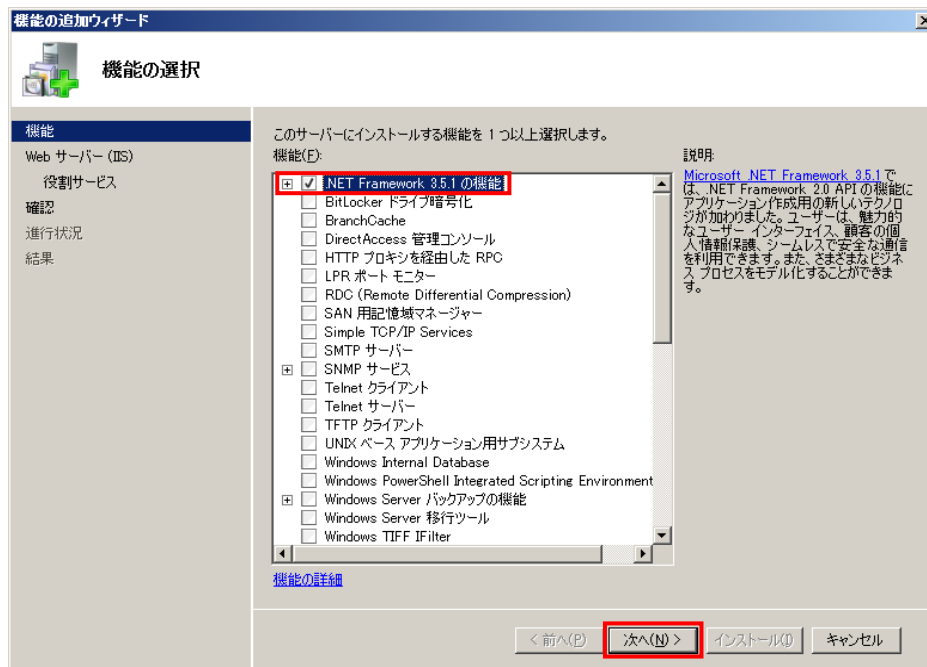 機能の追加ウィザード
機能の選択
機能
Web サーバー (IIS)
役割サービス
確認
進行状況
結果
このサーバーにインストールする機能を 1 つ以上選択します。
機能(F):
.NET Framework 3.5.1 の機能
BitLocker ドライブ暗号化
BranchCache
DirectAccess 管理コンソール
HTTP プロキシを経由した RPC
LPR ポート モニター
RDC (Remote Differential Compression)
SAN 用記憶域マネージャー
Simple TCP/IP Services
SMTP サーバー
SNMP サービス
Telnet クライアント
Telnet サーバー
TFTP クライアント
UNIX ベース アプリケーション用サブシステム
Windows Internal Database
Windows PowerShell Integrated Scripting Environment
Windows Server バックアップの機能
Windows Server 移行ツール
Windows TIFF IFilter
機能の詳細
説明:
Microsoft .NET Framework 3.5.1 で
は、.NET Framework 2.0 API の機能に
アプリケーション作成用の新しいテクノロ
ジが加わりました。ユーザーは、魅力的
なユーザー インターフェイス、顧客の個
人情報保護、シームレスで安全な通信
を利用できます。また、さまざまなビジネ
ス プロセスをモデル化することができま
す。
< 前へ(P)
次へ(N) >
インストール(I)
キャンセル